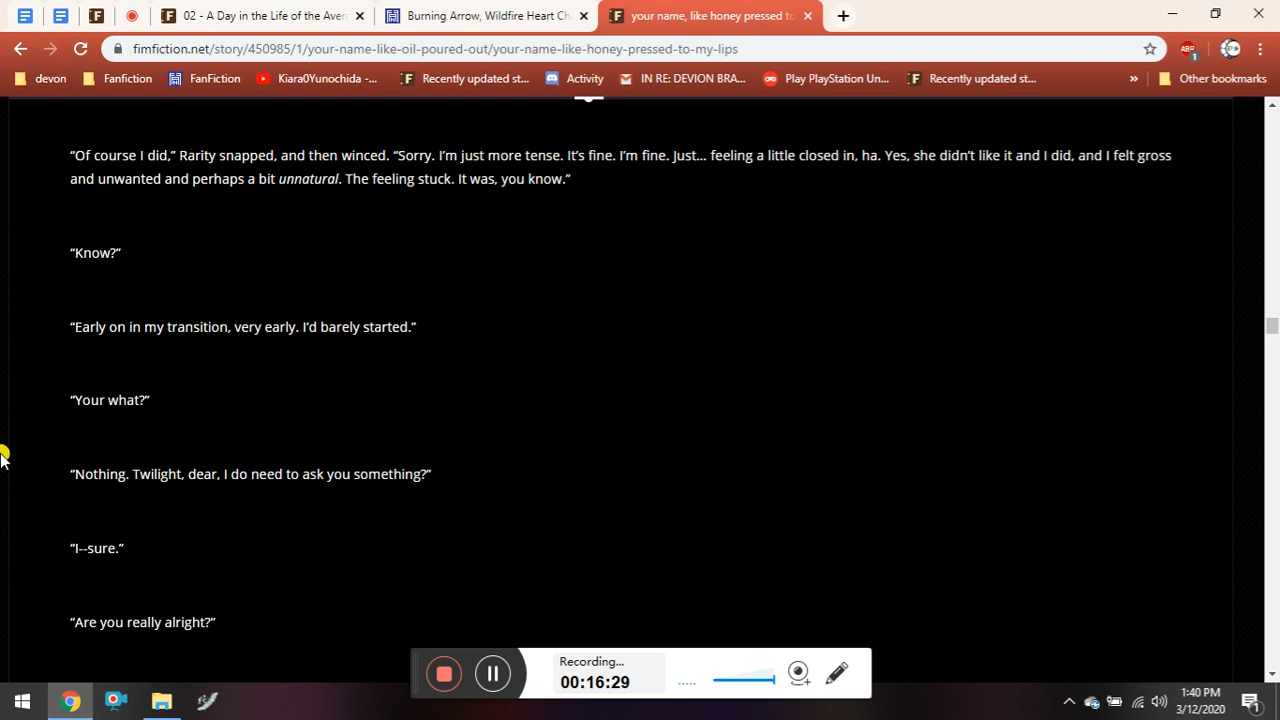 02 - A Day in the Life of the Aver
Burning Arrow, Wildfire Heart Ch
your name, like honey pressed to
fimfiction.net/story/450985/1/your-name-like-oil-poured-out/your-name-like-honey-pressed-to-my-lips
ABP
1
devon
Fanfiction
FanFiction
Kiara0Yunochida -...
Recently updated st...
Activity
IN RE: DEVION BRA...
Play PlayStation Un...
Recently updated st...
»
Other bookmarks
“Of course I did,” Rarity snapped, and then winced. “Sorry. I’m just more tense. It’s fine. I’m fine. Just... feeling a little closed in, ha. Yes, she didn’t like it and I did, and I felt gross
and unwanted and perhaps a bit unnatural. The feeling stuck. It was, you know.”
“Know?”
“Early on in my transition, very early. I’d barely started.”
“Your what?”
“Nothing. Twilight, dear, I do need to ask you something?”
“I--sure.”
“Are you really alright?”
Recording...
00:16:29
1:40 PM
3/12/2020
1